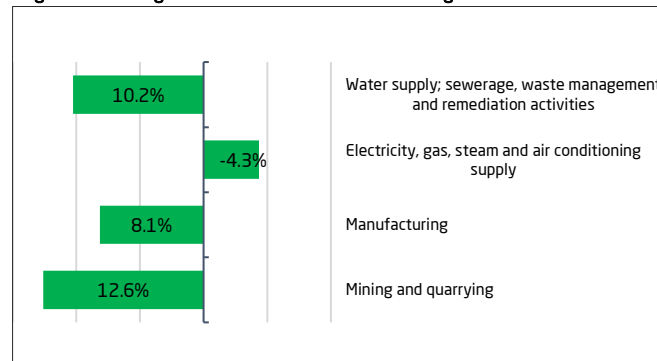 10.2%
Water supply; sewerage, waste management
and remediation activities
-4.3%
Electricity, gas, steam and air conditioning
supply
8.1%
Manufacturing
12.6%
Mining and quarrying